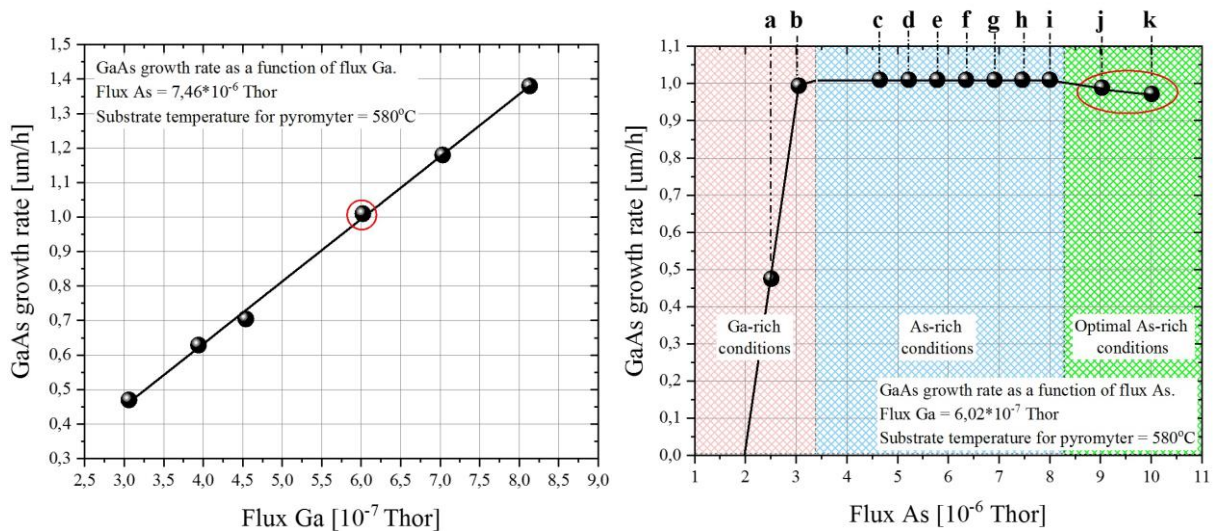 1,5
1,4
1,3
1,2
1,1
1,0
0,9
0,8
0,7
0,6
0,5
0,4
0,3
GaAs growth rate [um/h]
GaAs growth rate as a function of flux Ga.
Flux As = 7,46*10⁻⁶ Thor
Substrate temperature for pyromyter = 580°C
2,5 3,0 3,5 4,0 4,5 5,0 5,5 6,0 6,5 7,0 7,5 8,0 8,5 9,0
Flux Ga [10⁻⁷ Thor]
a b c d e f g h i j k
1,1
1,0
0,9
0,8
0,7
0,6
0,5
0,4
0,3
0,2
0,1
0,0
GaAs growth rate [um/h]
Ga-rich
conditions
As-rich
conditions
Optimal As-rich
conditions
GaAs growth rate as a function of flux As.
Flux Ga = 6,02*10⁻⁷ Thor
Substrate temperature for pyromyter = 580°C
1 2 3 4 5 6 7 8 9 10 11
Flux As [10⁻⁶ Thor]